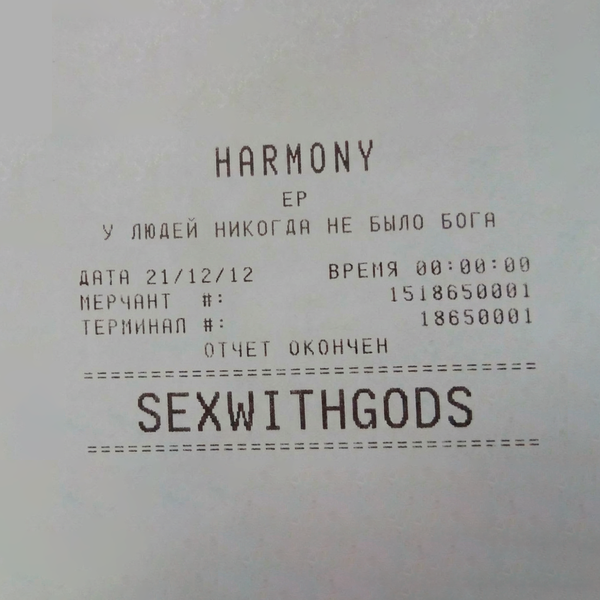 HARMONY
EP
У ЛЮДЕЙ НИКОГДА НЕ БЫЛО БОГА
ДАТА 21/12/12 ВРЕМЯ 00:00:00
МЕРЧАНТ #: 1518650001
ТЕРМИНАЛ #: 18650001
ОТЧЕТ ОКОНЧЕН
==================================
SEXWITHGODS
==================================